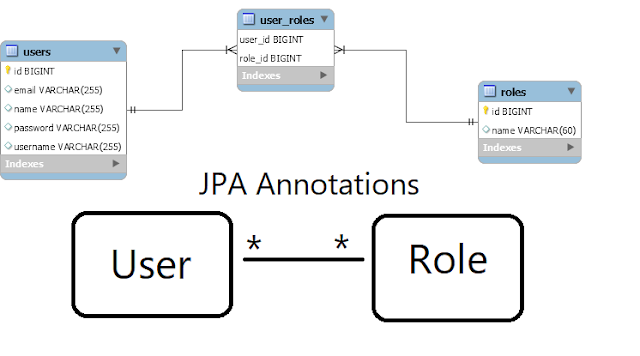 users
id BIGINT
email VARCHAR(255)
name VARCHAR(255)
password VARCHAR(255)
username VARCHAR(255)
Indexes
user_roles
user_id BIGINT
role_id BIGINT
Indexes
roles
id BIGINT
name VARCHAR(60)
Indexes
JPA Annotations
User
* *
Role